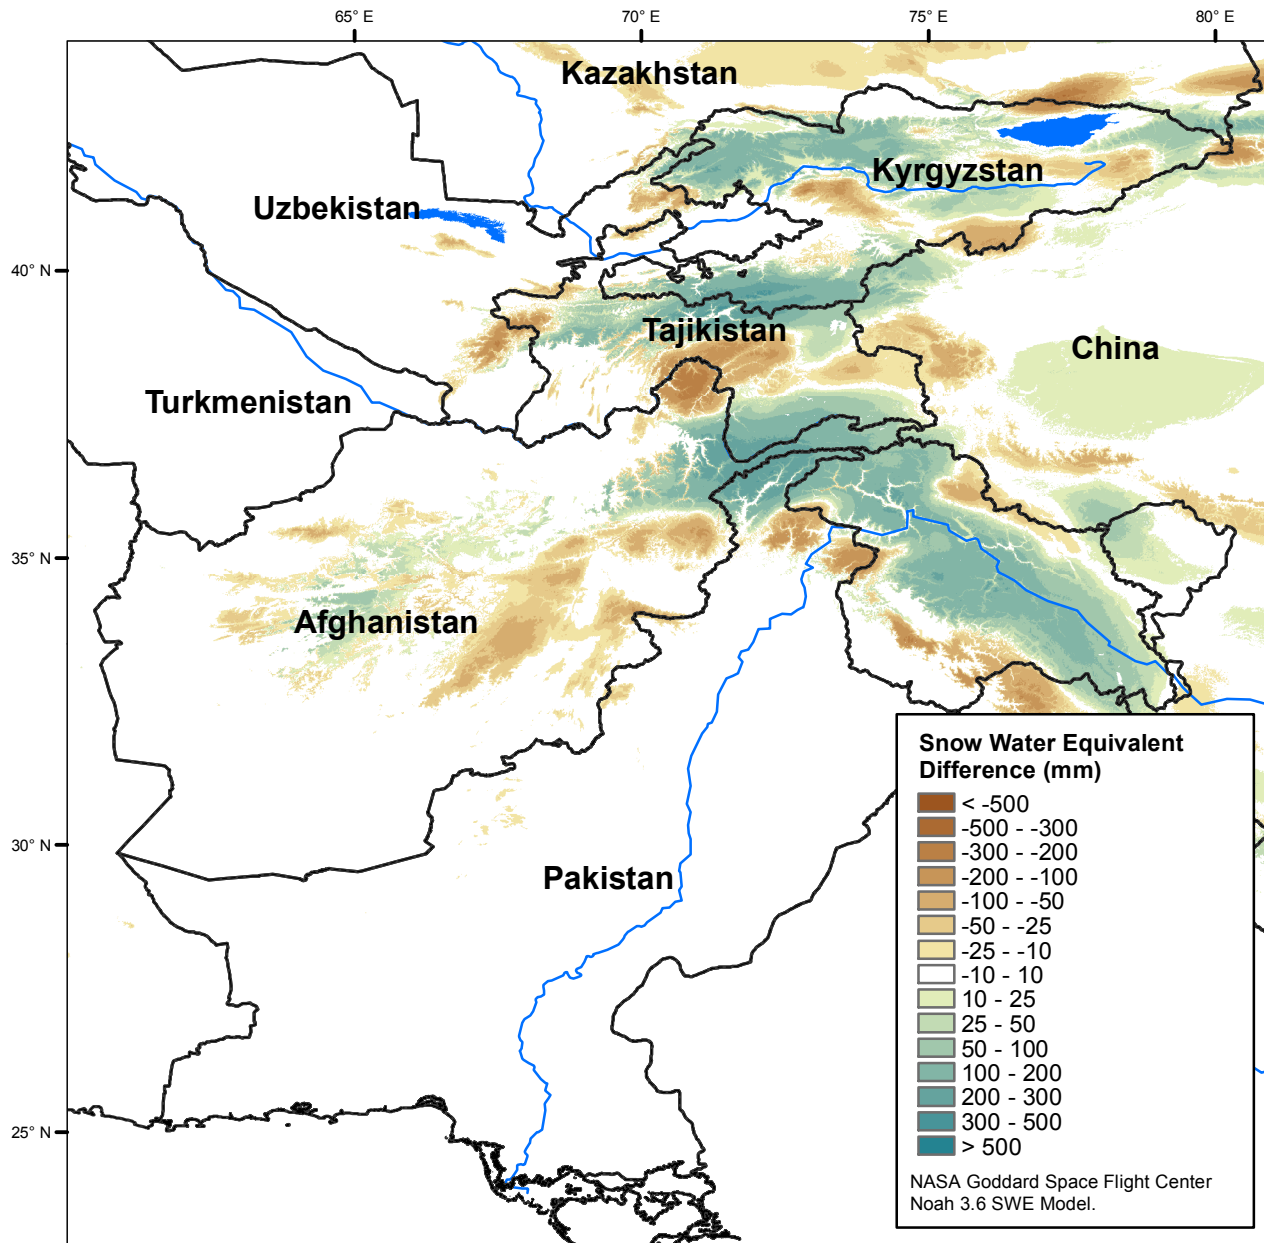 65° E
70° E
75° E
80° E
Kazakhstan
Kyrgyzstan
Uzbekistan
40° N
Tajikistan
China
Turkmenistan
35° N
Afghanistan
30° N
Pakistan
25° N
Snow Water Equivalent
Difference (mm)
< -500
-500 - -300
-300 - -200
-200 - -100
-100 - -50
-50 - -25
-25 - -10
-10 - 10
10 - 25
25 - 50
50 - 100
100 - 200
200 - 300
300 - 500
> 500
NASA Goddard Space Flight Center
Noah 3.6 SWE Model.